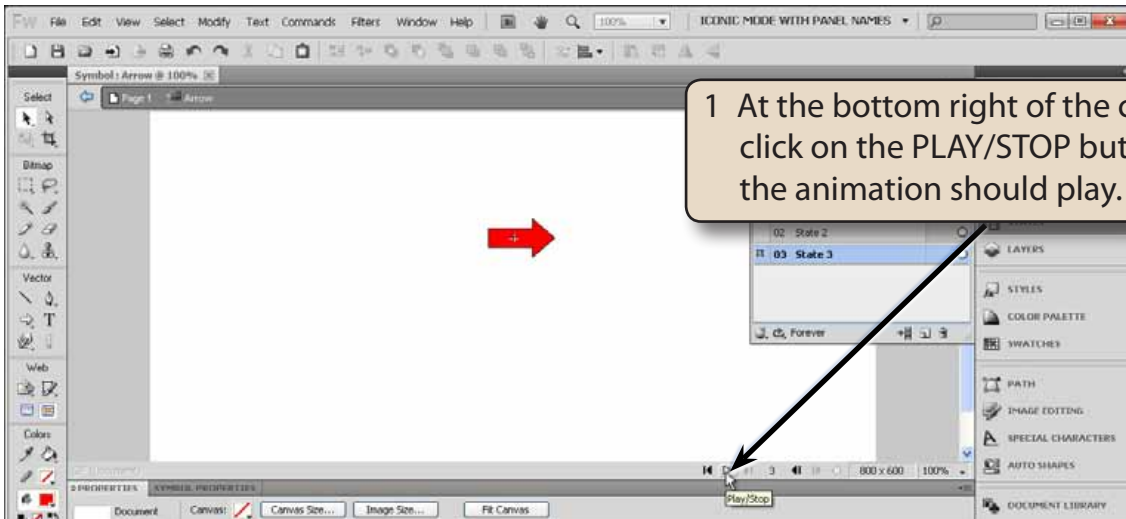 FW File Edit View Select Modify Text Commands Filters Window Help 100% ICONIC MODE WITH PANEL NAMES
Symbol : Arrow @ 100%
Select
Page 1 Arrow
1 At the bottom right of the
click on the PLAY/STOP
the animation should play.
Bitmap
02 State 2
03 State 3
LAYERS
Vector
STYLES
COLOR PALETTE
T
Forever
SWATCHES
Web
PATH
IMAGE EDITING
Colors
SPECIAL CHARACTERS
3 800 x 600 100%
AUTO SHAPES
PROPERTIES SYMBOL PROPERTIES
Play/Stop
Document Canvas: Canvas Size... Image Size... Fit Canvas
DOCUMENT LIBRARY